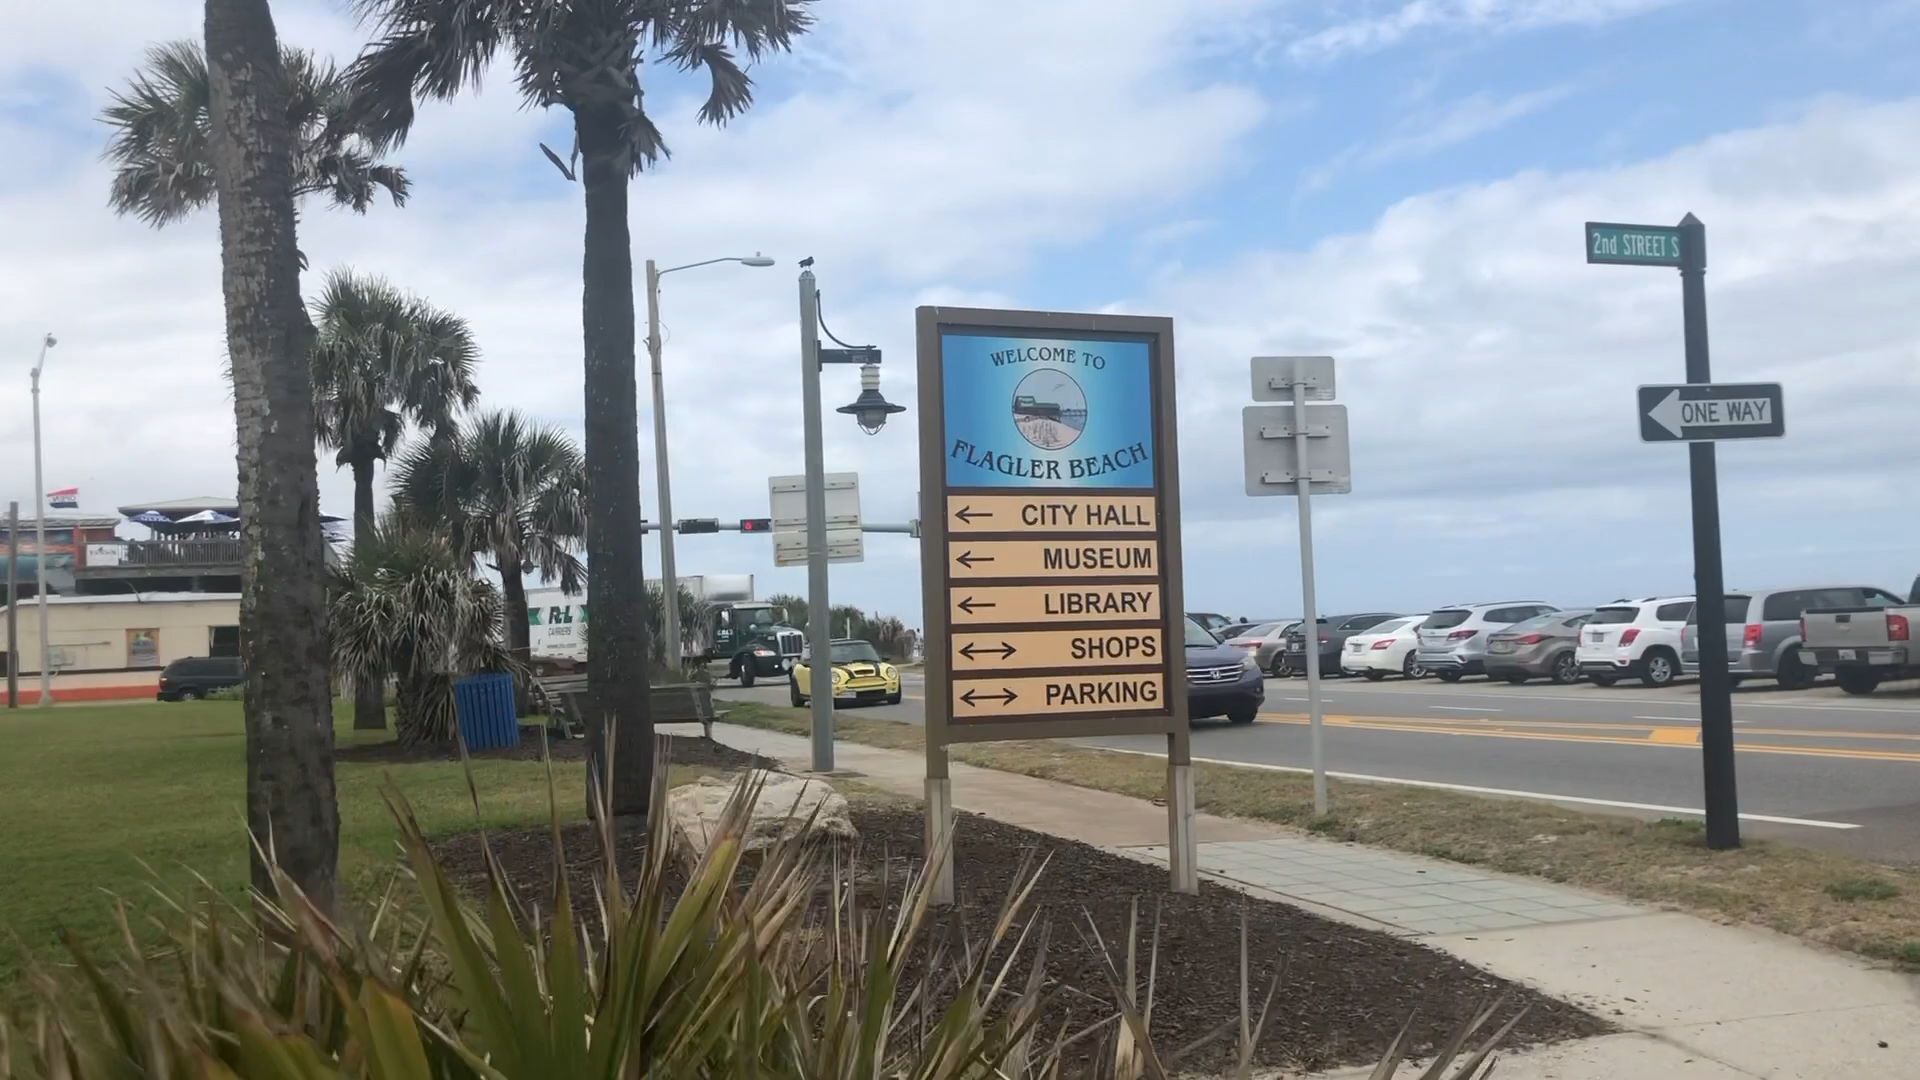 2nd STREET S
ONE WAY
WELCOME TO
FLAGLER BEACH
CITY HALL
MUSEUM
LIBRARY
SHOPS
PARKING
R+L
CARRIERS